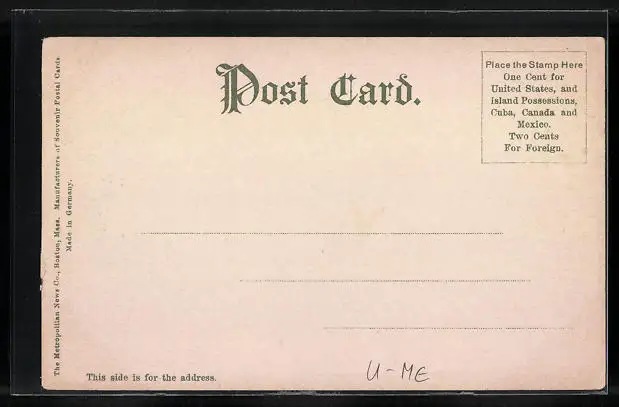 Post Card.
Place the Stamp Here
One Cent for
United States, and
Island Possessions,
Cuba, Canada and
Mexico.
Two Cents
For Foreign.
The Metropolitan News Co., Boston, Mass. Manufacturers of Souvenir Postal Cards
Made in Germany.
This side is for the address.
U-ME